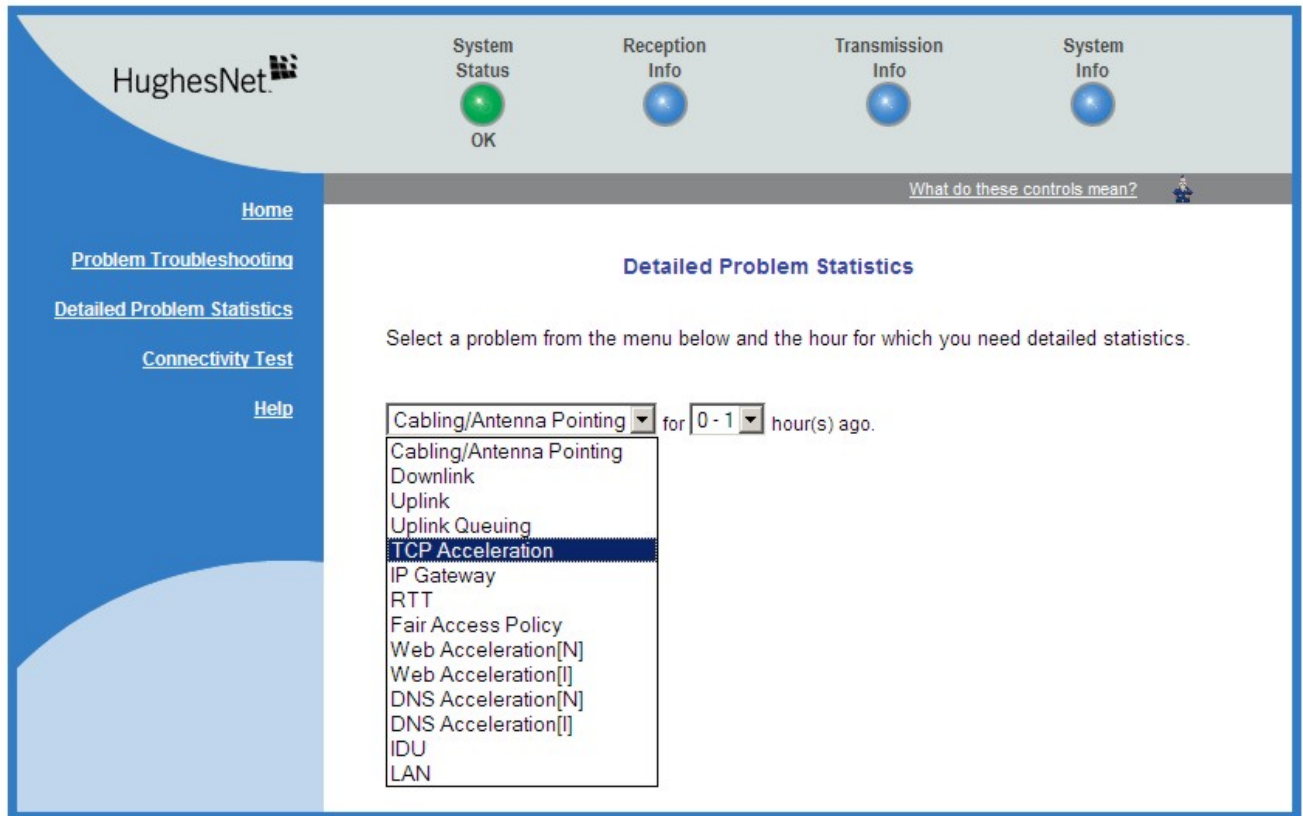 HughesNet.
System
Status
OK
Reception
Info
Transmission
Info
System
Info
What do these controls mean?
Home
Problem Troubleshooting
Detailed Problem Statistics
Connectivity Test
Help
Detailed Problem Statistics
Select a problem from the menu below and the hour for which you need detailed statistics.
Cabling/Antenna Pointing for 0 - 1 hour(s) ago.
Cabling/Antenna Pointing
Downlink
Uplink
Uplink Queuing
TCP Acceleration
IP Gateway
RTT
Fair Access Policy
Web Acceleration[N]
Web Acceleration[I]
DNS Acceleration[N]
DNS Acceleration[I]
IDU
LAN